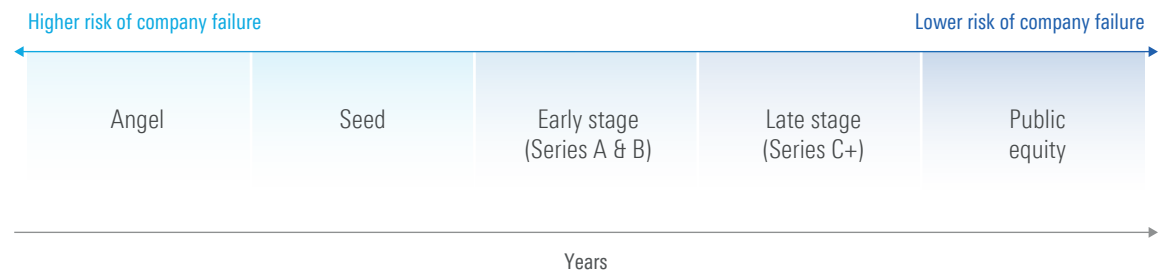 Higher risk of company failure
Lower risk of company failure
Angel
Seed
Early stage
(Series A & B)
Late stage
(Series C+)
Public
equity
Years